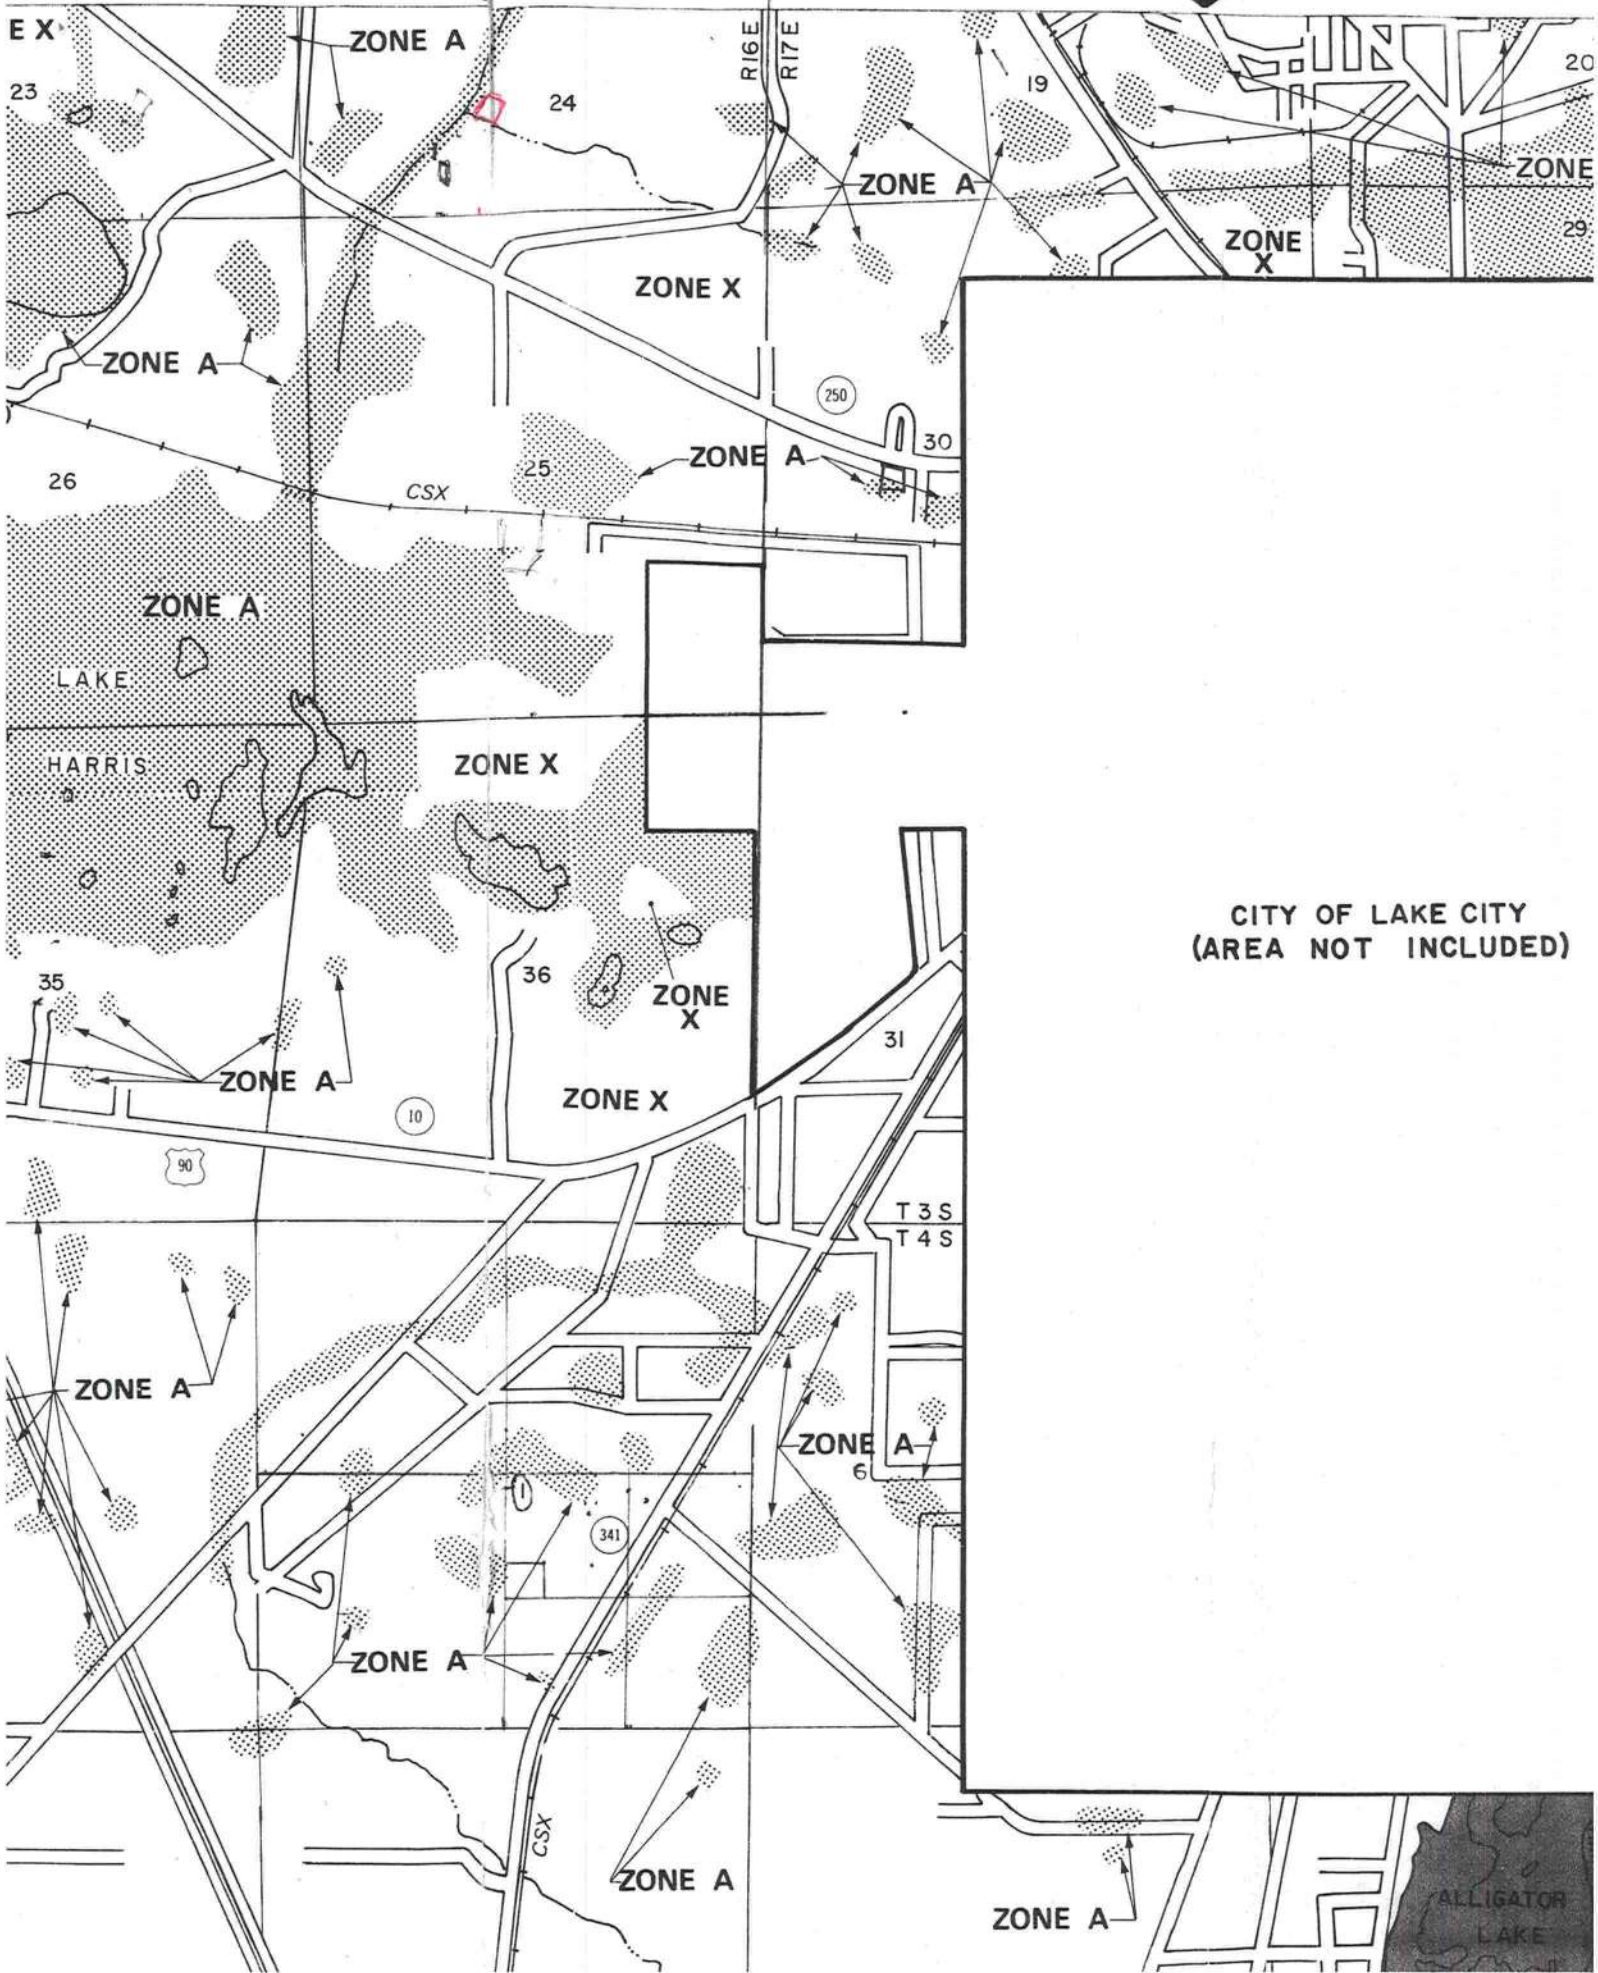 E X
ZONE A
R16E
R17E
23
24
19
20
ZONE A
ZONE
29
ZONE
X
ZONE X
ZONE A
250
30
ZONE A
25
26
CSX
ZONE A
LAKE
HARRIS
ZONE X
CITY OF LAKE CITY
(AREA NOT INCLUDED)
35
36
ZONE
X
31
ZONE A
ZONE X
10
90
T 3 S
T 4 S
ZONE A
ZONE A
6
1
341
ZONE A
CSX
ZONE A
ZONE A
ALLIGATOR
LAKE